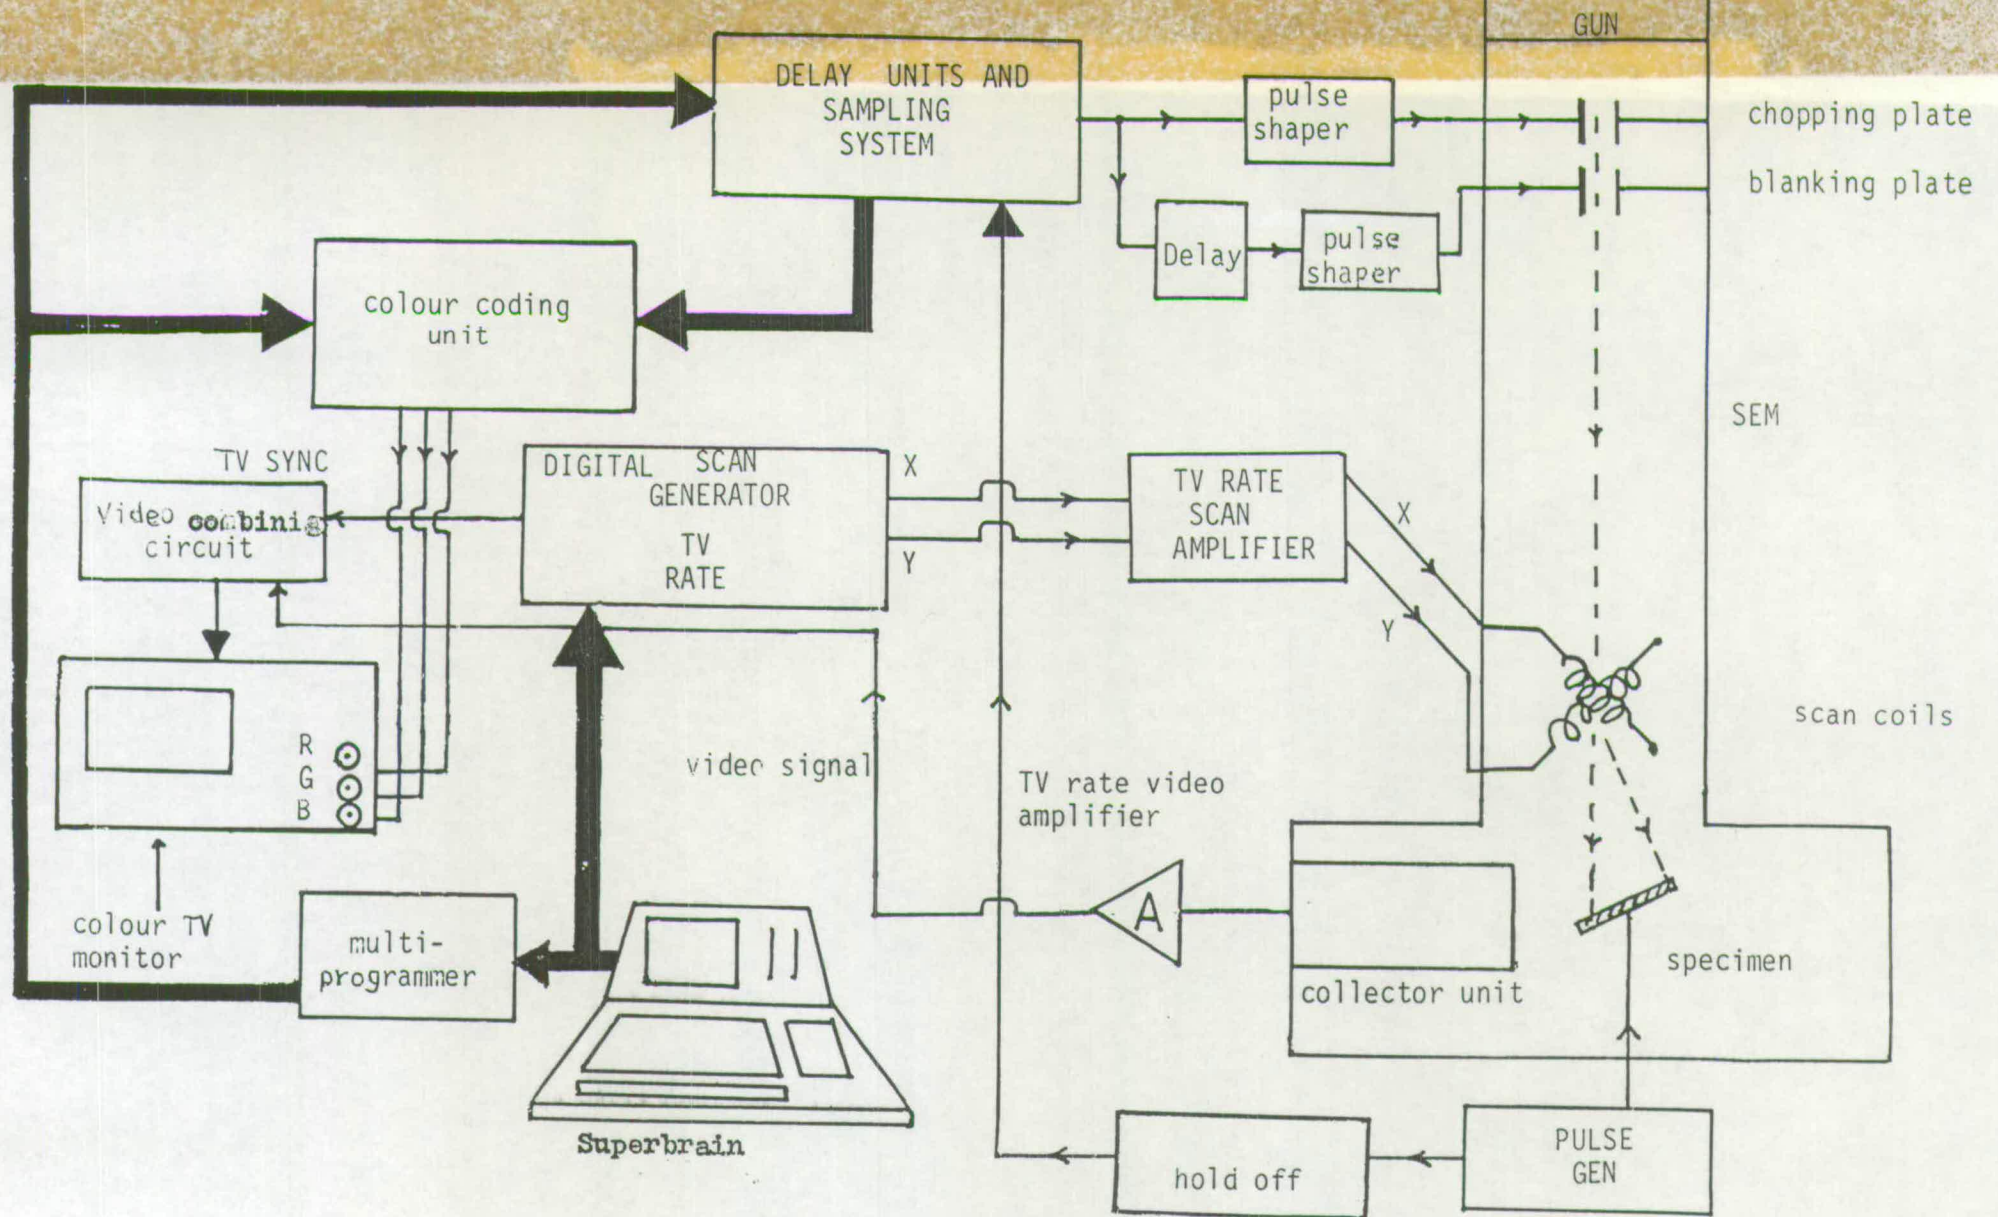 GUN
DELAY UNITS AND
SAMPLING
SYSTEM
pulse
shaper
chopping plate
blanking plate
Delay
pulse
shaper
colour coding
unit
SEM
TV SYNC
DIGITAL SCAN
GENERATOR
TV
RATE
X
Y
TV RATE
SCAN
AMPLIFIER
X
Y
Video combinig
circuit
scan coils
R
G
B
video signal
TV rate video
amplifier
colour TV
monitor
multi-
programmer
A
collector unit
specimen
Superbrain
hold off
PULSE
GEN